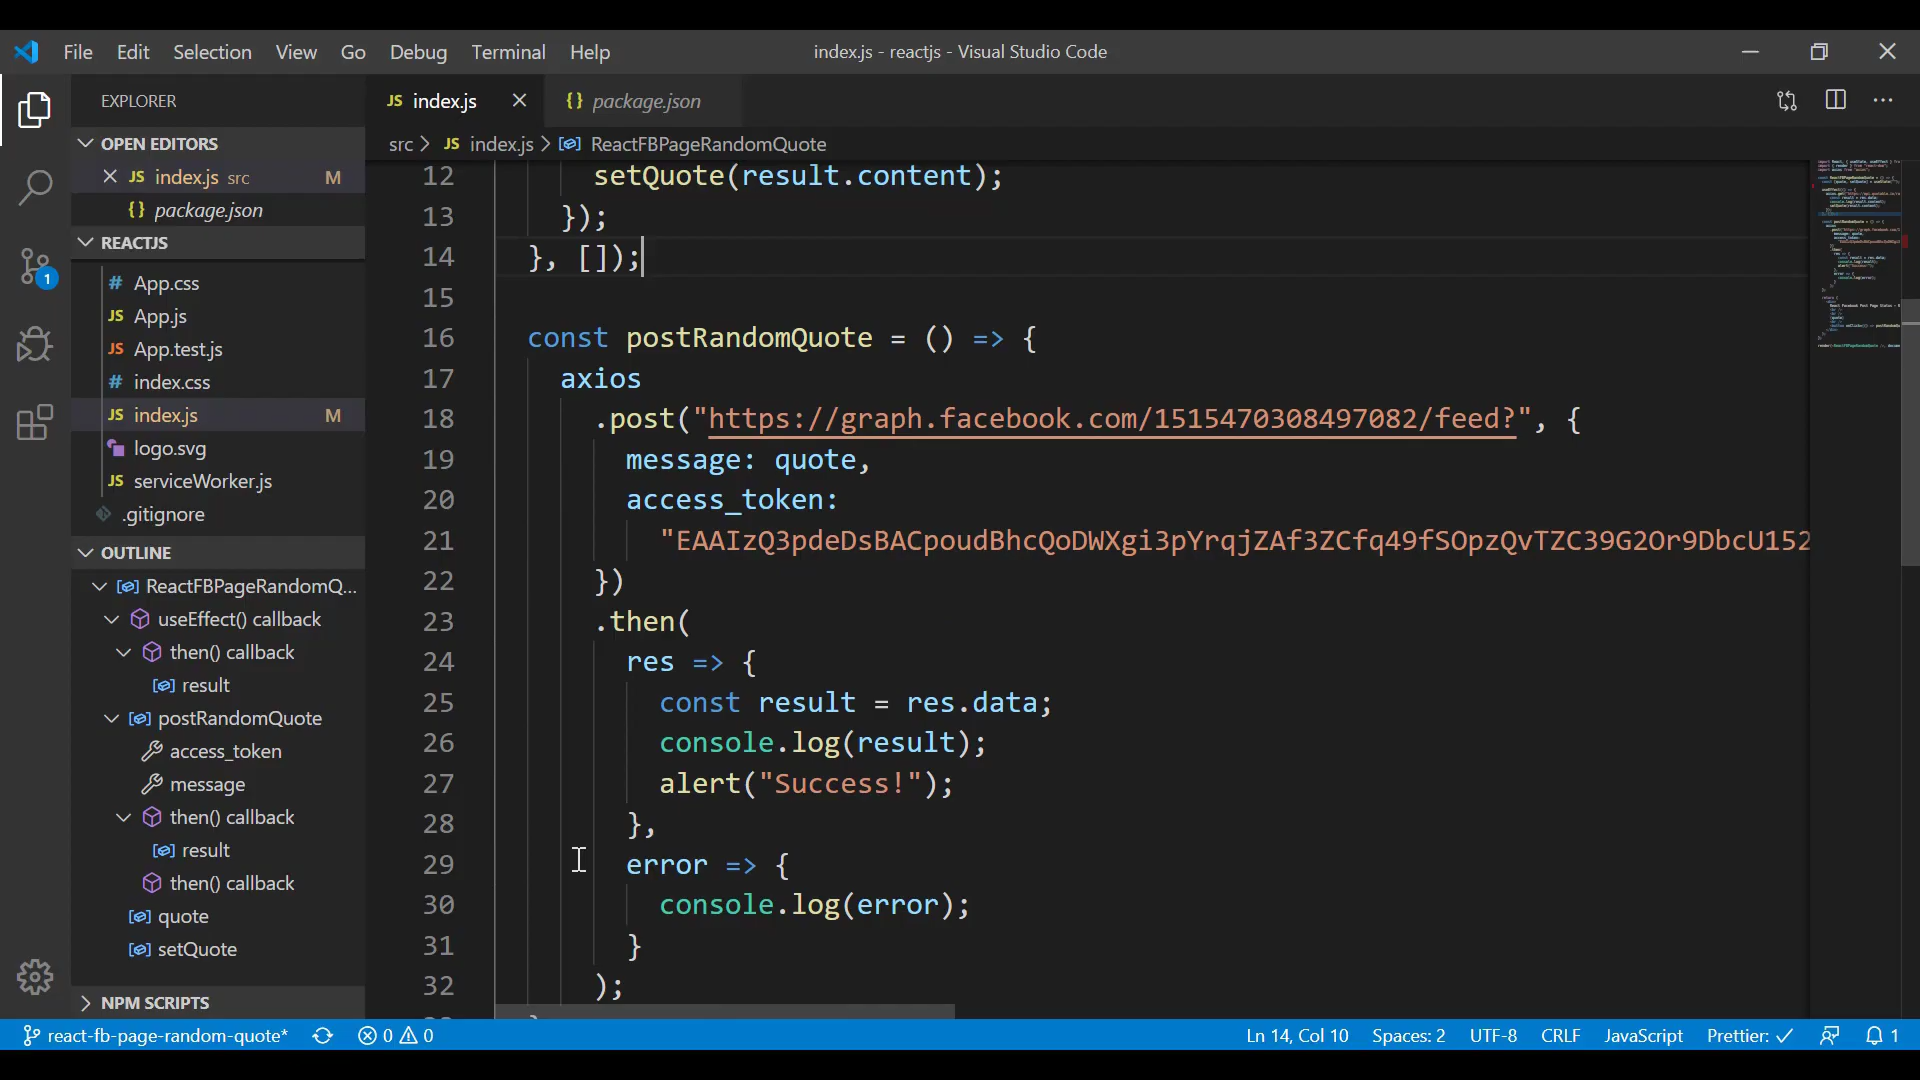 File Edit Selection View Go Debug Terminal Help
index.js - reactjs - Visual Studio Code
EXPLORER
OPEN EDITORS
JS index.js src M
{} package.json
REACTJS
# App.css
JS App.js
JS App.test.js
# index.css
JS index.js M
logo.svg
JS serviceWorker.js
.gitignore
OUTLINE
ReactFBPageRandomQ...
useEffect() callback
then() callback
result
postRandomQuote
access_token
message
then() callback
result
then() callback
quote
setQuote
NPM SCRIPTS
1
JS index.js
{} package.json
src > JS index.js > ReactFBPageRandomQuote
12 setQuote(result.content);
13 });
14 }, []);
15
16 const postRandomQuote = () => {
17 axios
18 .post("https://graph.facebook.com/1515470308497082/feed?", {
19 message: quote,
20 access_token:
21 "EAAIzQ3pdeDsBACpoudBhcQoDWXgi3pYrqjZAf3ZCfq49fSOpzQvTZC39G2Or9DbcU152
22 })
23 .then(
24 res => {
25 const result = res.data;
26 console.log(result);
27 alert("Success!");
28 },
29 error => {
30 console.log(error);
31 }
32 );
react-fb-page-random-quote* 0 0
Ln 14, Col 10 Spaces: 2 UTF-8 CRLF JavaScript Prettier: ✓ 1